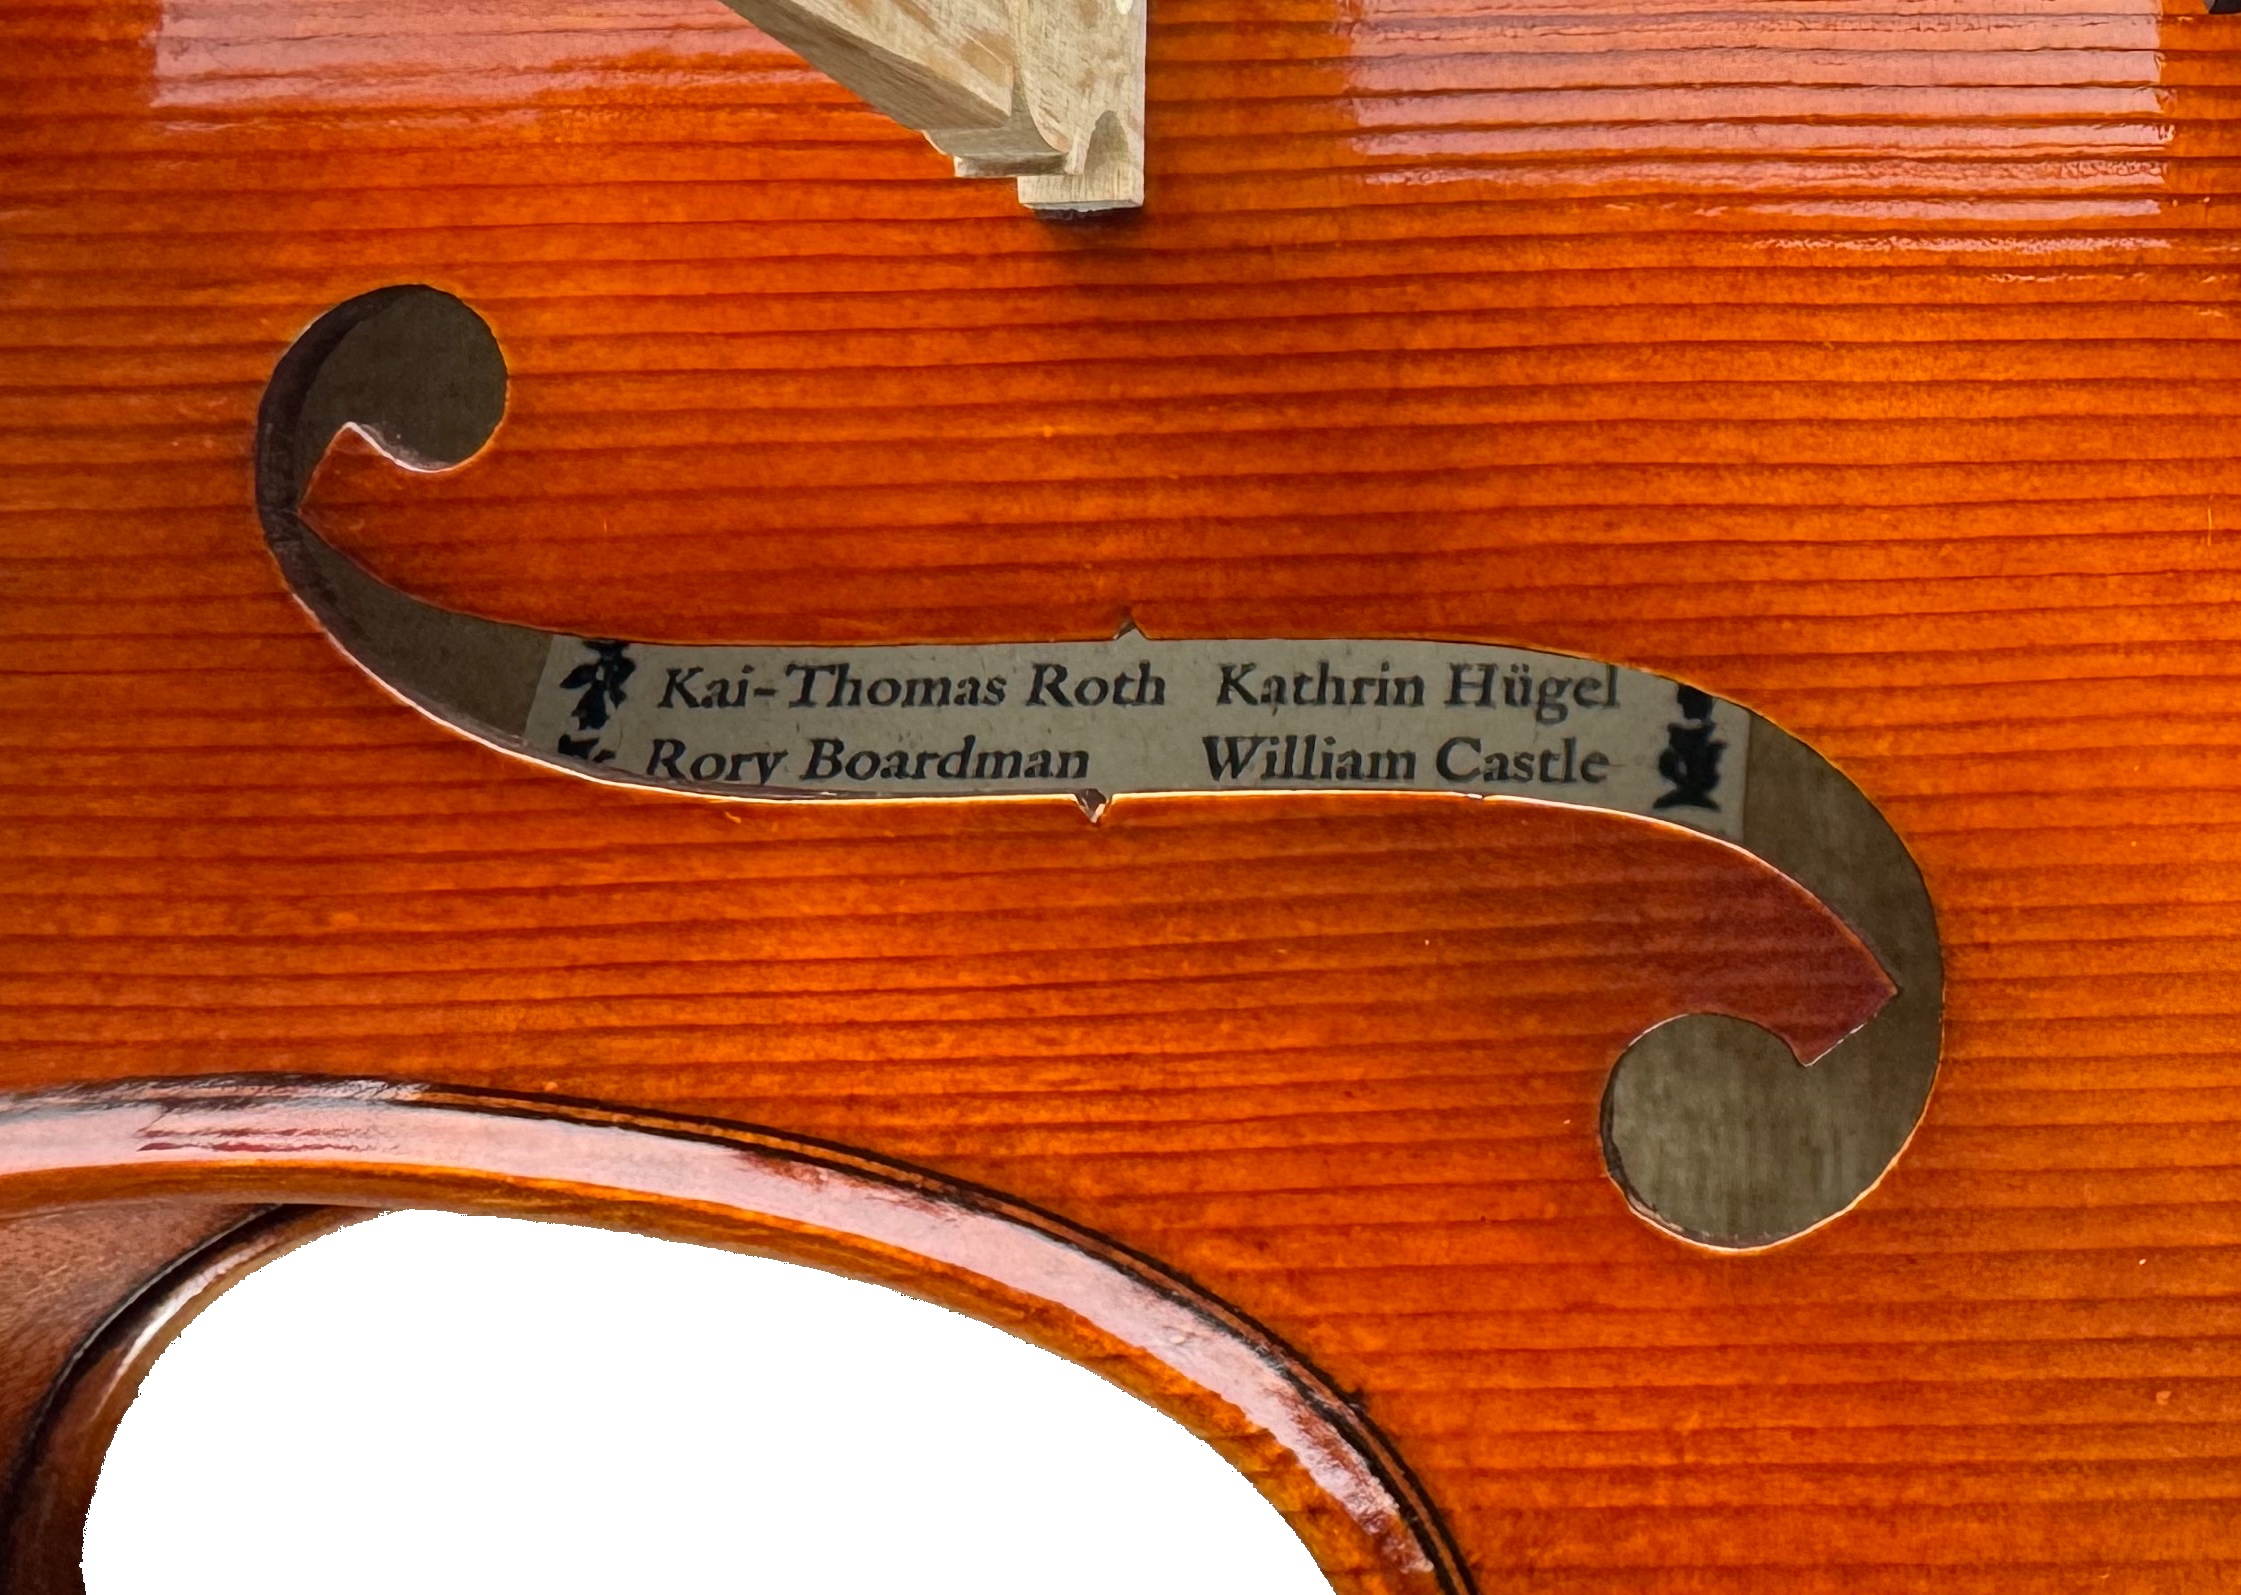 Kai-Thomas Roth Kathrin Hügel
Rory Boardman William Castle